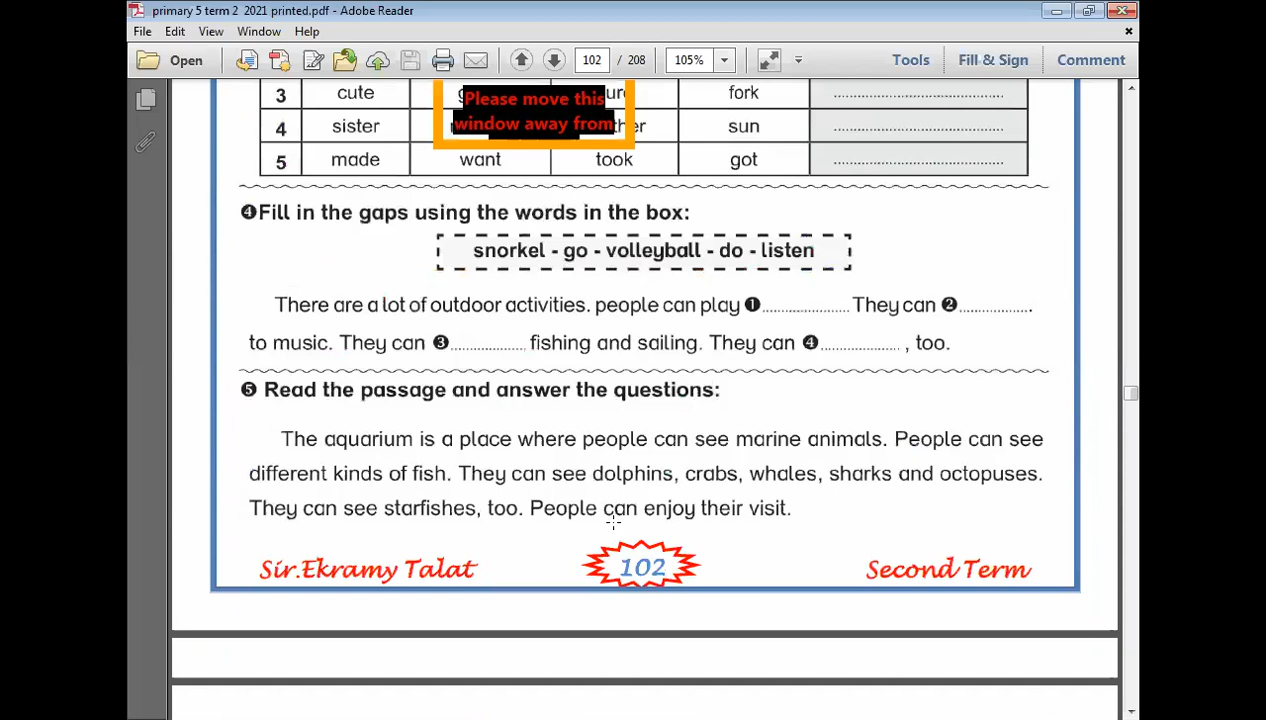 primary 5 term 2 2021 printed.pdf - Adobe Reader
File Edit View Window Help
Open 102 / 208 105% Tools Fill & Sign Comment
3 cute fork ........................................
Please move this
window away from
4 sister sun ........................................
5 made want took got ........................................
❹Fill in the gaps using the words in the box:
snorkel - go - volleyball - do - listen
There are a lot of outdoor activities. people can play ❶...................... They can ❷..................
to music. They can ❸................... fishing and sailing. They can ❹.................... , too.
❺ Read the passage and answer the questions:
The aquarium is a place where people can see marine animals. People can see
different kinds of fish. They can see dolphins, crabs, whales, sharks and octopuses.
They can see starfishes, too. People can enjoy their visit.
Sir.Ekramy Talat 102 Second Term